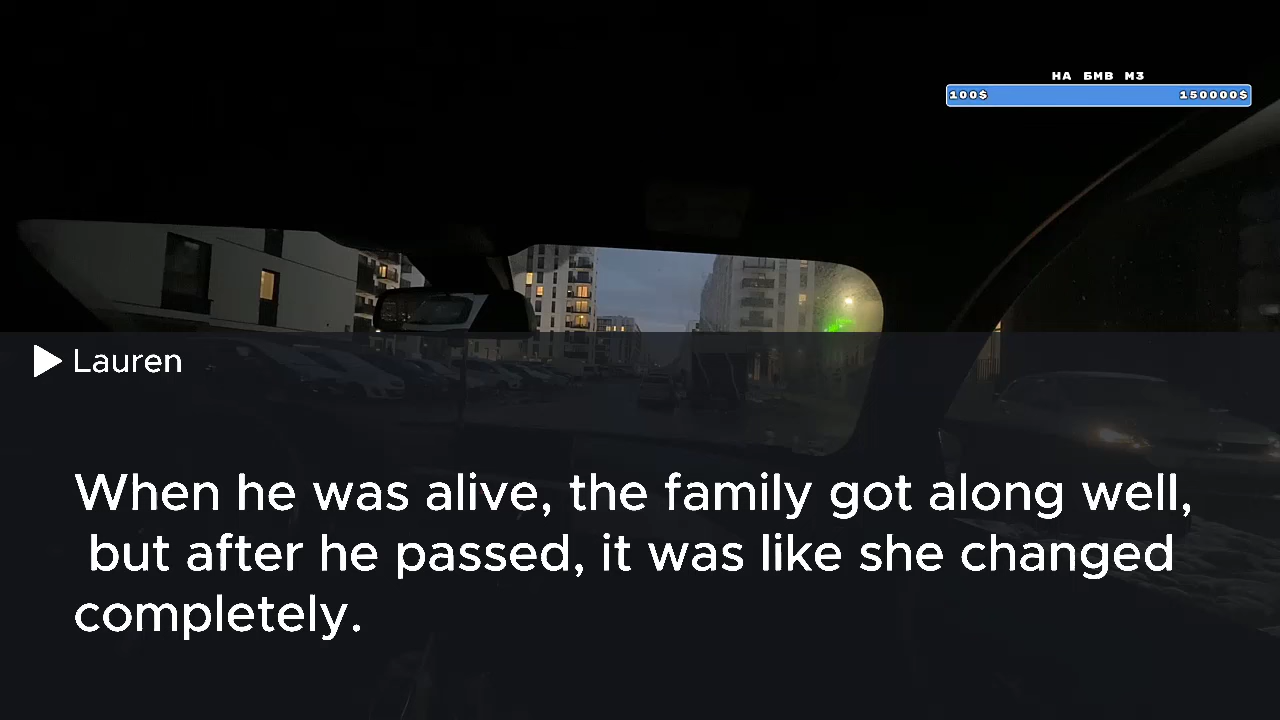 НА БМВ М3
100$ 150000$
Lauren
When he was alive, the family got along well,
but after he passed, it was like she changed
completely.